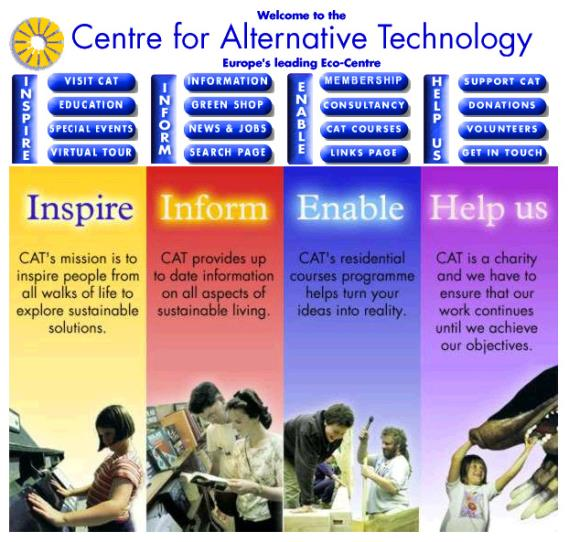 Welcome to the
Centre for Alternative Technology
Europe's leading Eco-Centre
INSPIRE
VISIT CAT
EDUCATION
SPECIAL EVENTS
VIRTUAL TOUR
INFORM
INFORMATION
GREEN SHOP
NEWS & JOBS
SEARCH PAGE
ENABLE
MEMBERSHIP
CONSULTANCY
CAT COURSES
LINKS PAGE
HELP US
SUPPORT CAT
DONATIONS
VOLUNTEERS
GET IN TOUCH
Inspire
CAT's mission is to
inspire people from
all walks of life to
explore sustainable
solutions.
Inform
CAT provides up
to date information
on all aspects of
sustainable living.
Enable
CAT's residential
courses programme
helps turn your
ideas into reality.
Help us
CAT is a charity
and we have to
ensure that our
work continues
until we achieve
our objectives.